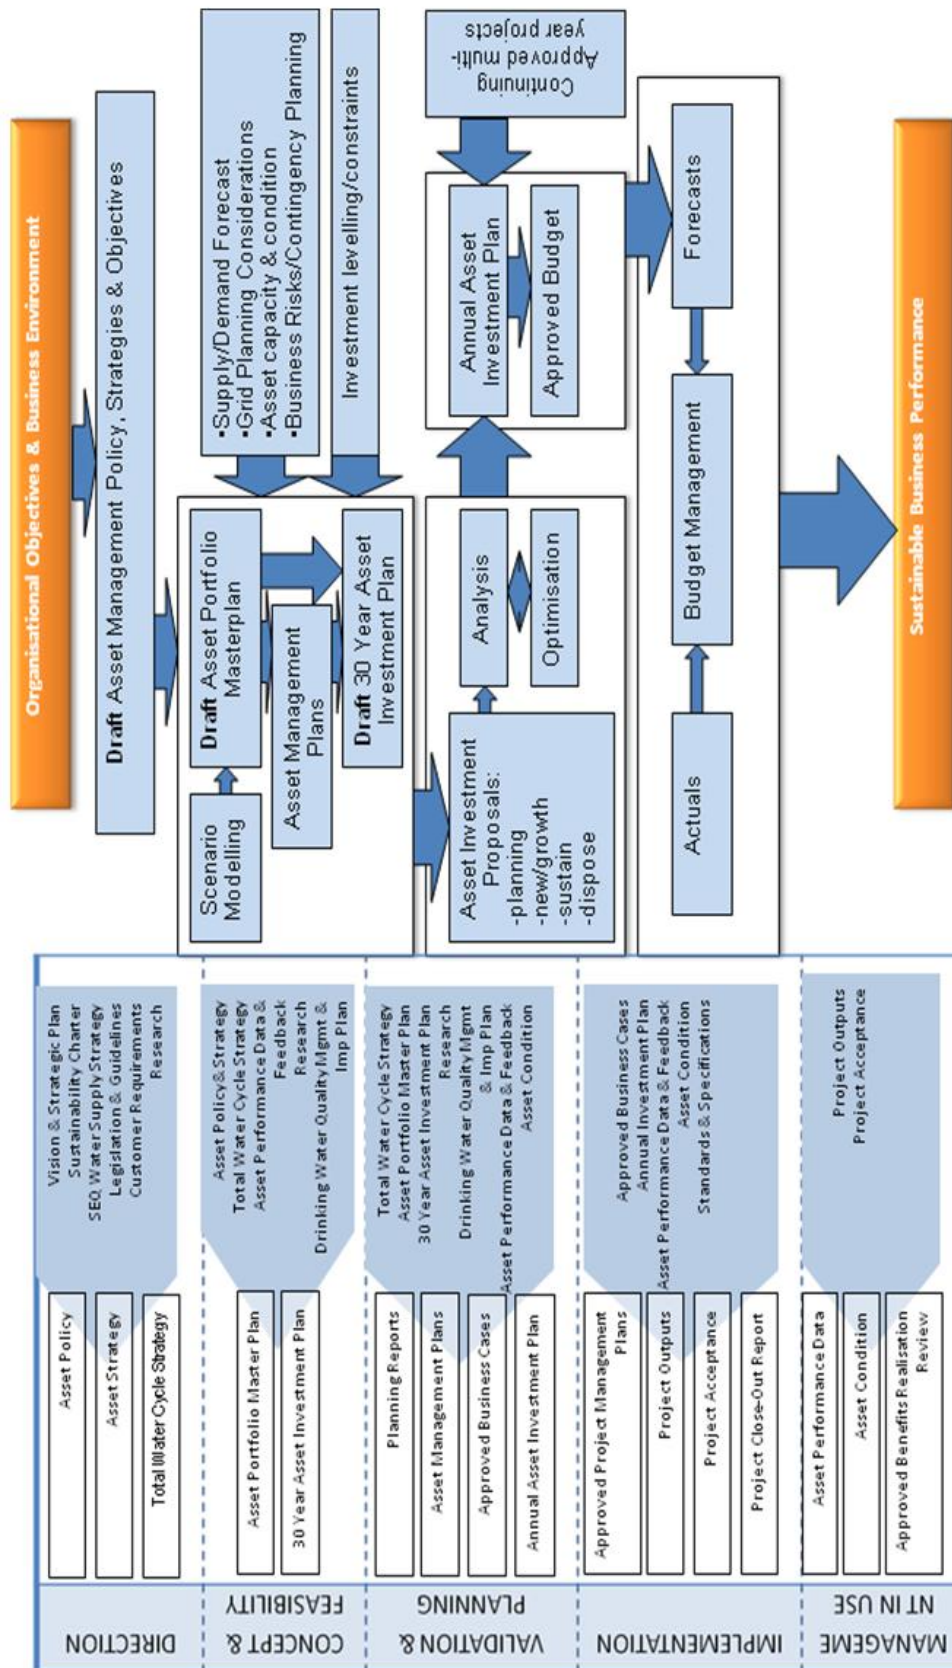 DIRECTION
Asset Policy
Asset Strategy
Total Water Cycle Strategy
Vision & Strategic Plan
Sustainability Charter
SEQ Water Supply Strategy
Legislation & Guidelines
Customer Requirements
Research
CONCEPT &
FEASIBILITY
Asset Portfolio Master Plan
30 Year Asset Investment Plan
Asset Policy & Strategy
Total Water Cycle Strategy
Asset Performance Data &
Feedback
Research
Drinking Water Quality Mgmt &
Imp Plan
VALIDATION &
PLANNING
Planning Reports
Asset Management Plans
Approved Business Cases
Annual Asset Investment Plan
Total Water Cycle Strategy
Asset Portfolio Master Plan
30 Year Asset Investment Plan
Research
Drinking Water Quality Mgmt
& Imp Plan
Asset Performance Data & Feedback
Asset Condition
IMPLEMENTATION
Approved Project Management
Plans
Project Outputs
Project Acceptance
Project Close-Out Report
Approved Business Cases
Annual Investment Plan
Asset Performance Data & Feedback
Asset Condition
Standards & Specifications
MANAGEME
NT IN USE
Asset Performance Data
Asset Condition
Approved Benefits Realisation
Review
Project Outputs
Project Acceptance
Organisational Objectives & Business Environment
Draft Asset Management Policy, Strategies & Objectives
Scenario
Modelling
Draft Asset Portfolio
Masterplan
Asset Management
Plans
Draft 30 Year Asset
Investment Plan
▪Supply/Demand Forecast
▪Grid Planning Considerations
▪Asset capacity & condition
▪Business Risks/Contingency Planning
Investment levelling/constraints
Asset Investment
Proposals:
-planning
-new/growth
-sustain
-dispose
Analysis
Optimisation
Annual Asset
Investment Plan
Approved Budget
Continuing
Approved multi-
year projects
Actuals
Budget Management
Forecasts
Sustainable Business Performance